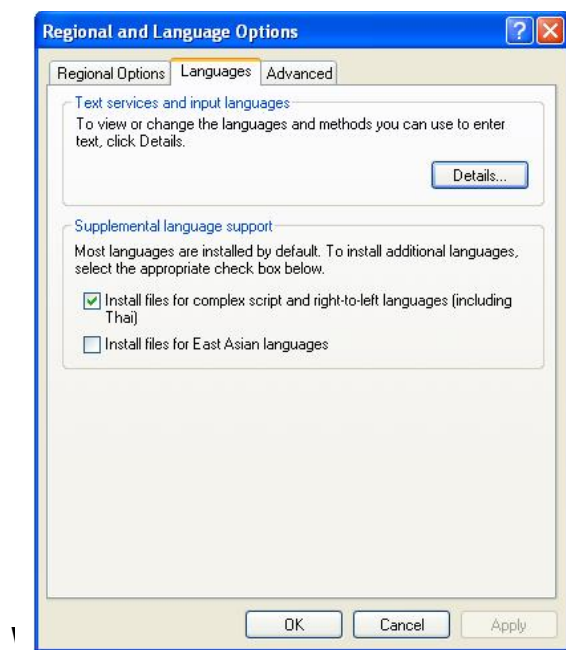 Regional and Language Options
Regional Options Languages Advanced
Text services and input languages
To view or change the languages and methods you can use to enter
text, click Details.
Details...
Supplemental language support
Most languages are installed by default. To install additional languages,
select the appropriate check box below.
Install files for complex script and right-to-left languages (including
Thai)
Install files for East Asian languages
OK Cancel Apply